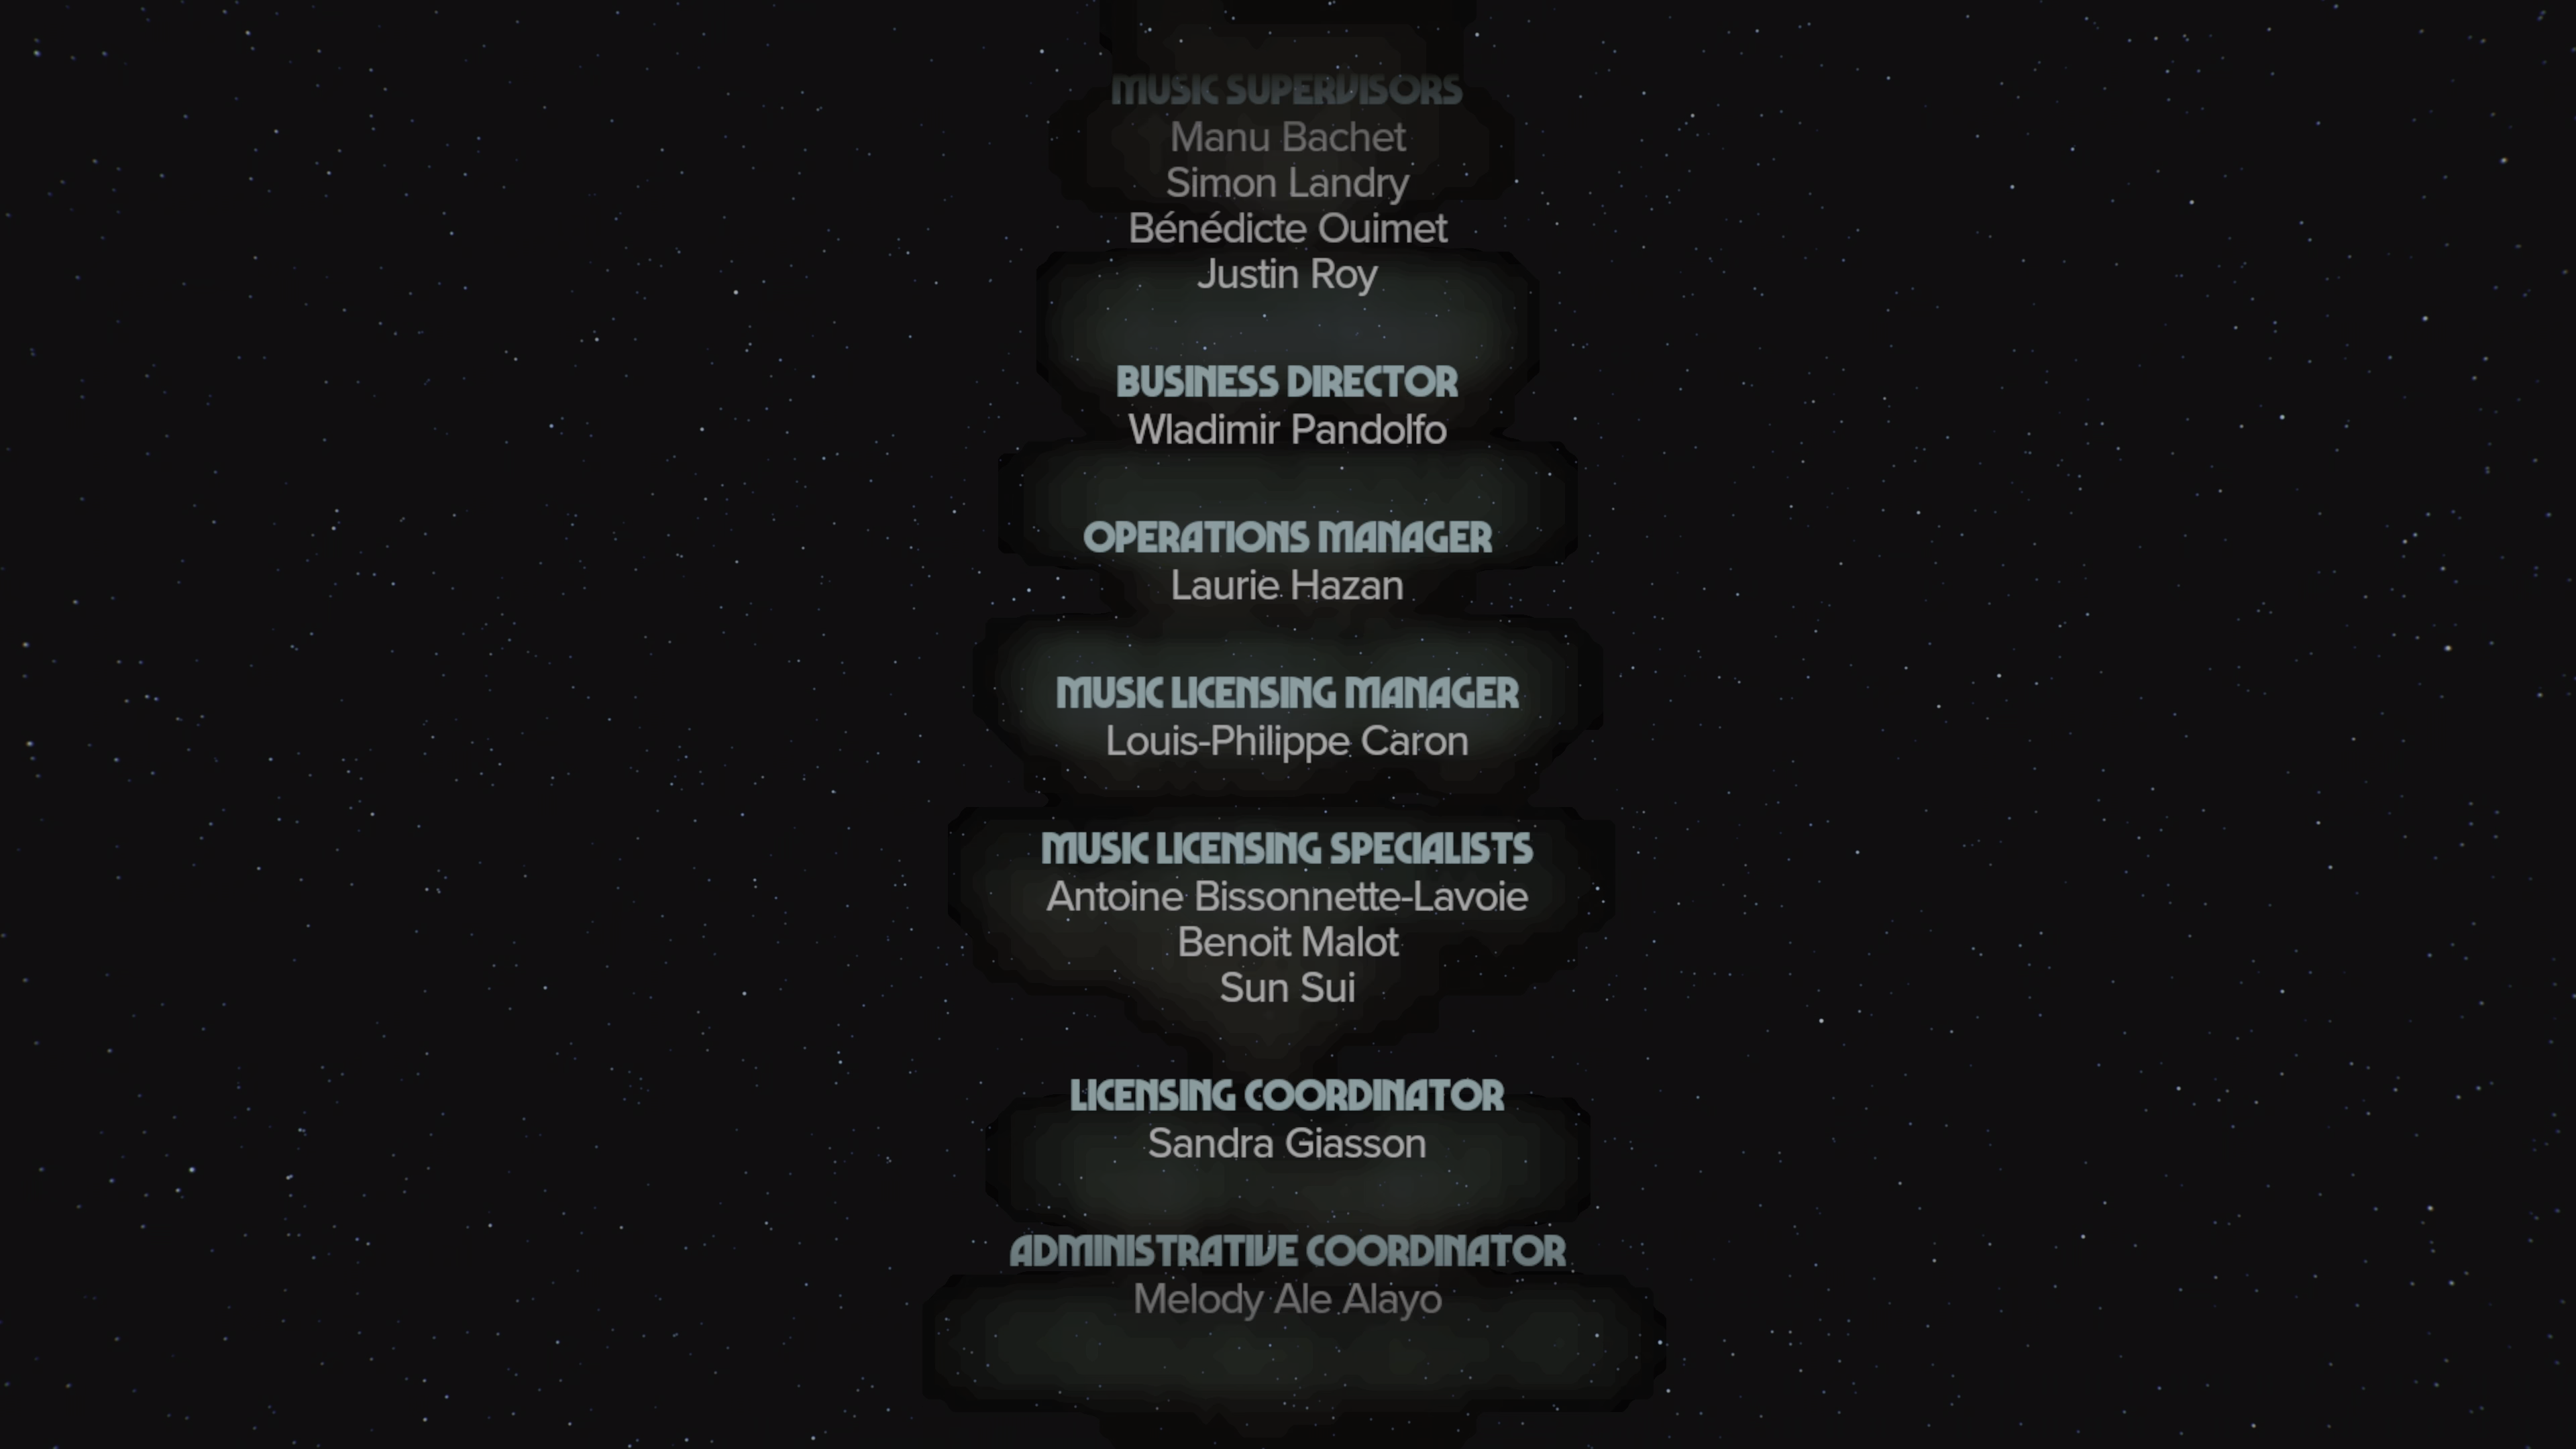 MUSIC SUPERVISORS
Manu Bachet
Simon Landry
Bénédicte Ouimet
Justin Roy
BUSINESS DIRECTOR
Wladimir Pandolfo
OPERATIONS MANAGER
Laurie Hazan
MUSIC LICENSING MANAGER
Louis-Philippe Caron
MUSIC LICENSING SPECIALISTS
Antoine Bissonnette-Lavoie
Benoit Malot
Sun Sui
LICENSING COORDINATOR
Sandra Giasson
ADMINISTRATIVE COORDINATOR
Melody Ale Alayo